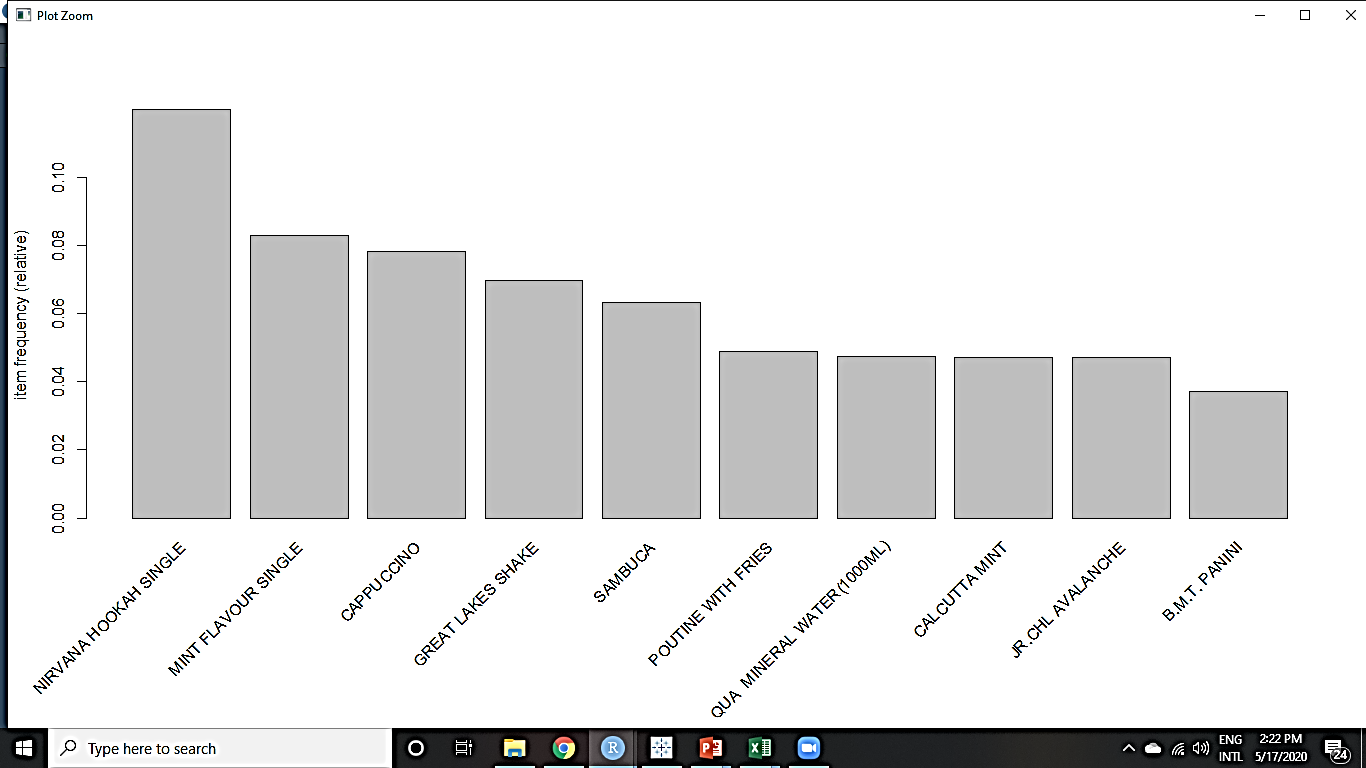 Plot Zoom
item frequency (relative)
0.10
0.08
0.06
0.04
0.02
0.00
NIRVANA HOOKAH SINGLE
MINT FLAVOUR SINGLE
CAPPUCCINO
GREAT LAKES SHAKE
SAMBUCA
POUTINE WITH FRIES
QUA MINERAL WATER(1000ML)
CALCUTTA MINT
JR.CHL AVALANCHE
B.M.T. PANINI
Type here to search
R
P
X
ENG
INTL
2:22 PM
5/17/2020
24